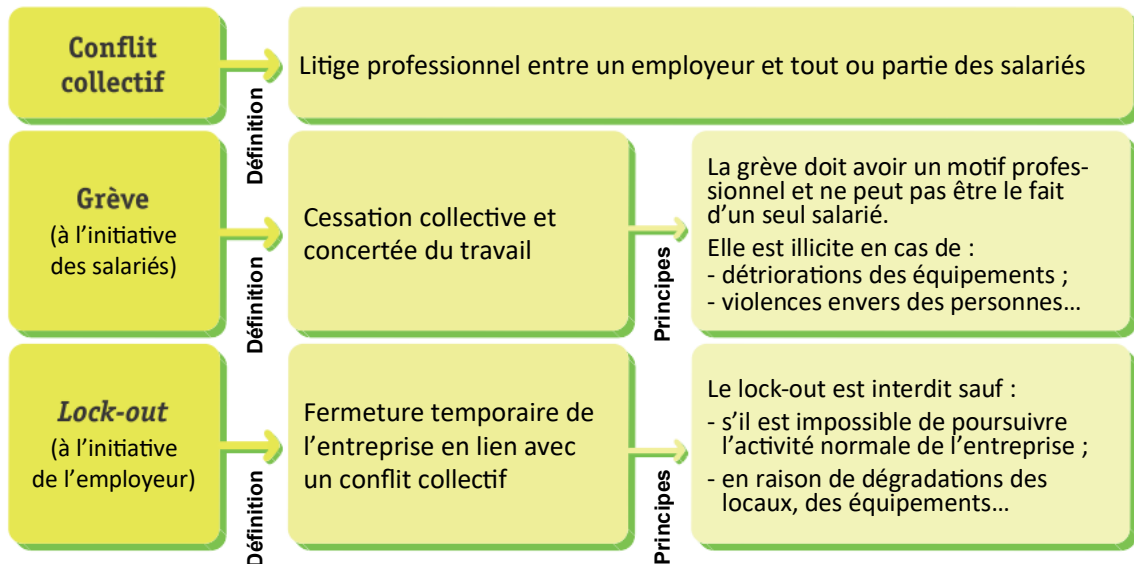 Conflit
collectif
Définition
Litige professionnel entre un employeur et tout ou partie des salariés
Grève
(à l’initiative
des salariés)
Définition
Cessation collective et
concertée du travail
Principes
La grève doit avoir un motif profes-
sionnel et ne peut pas être le fait
d’un seul salarié.
Elle est illicite en cas de :
- détriorations des équipements ;
- violences envers des personnes…
Lock-out
(à l’initiative
de l’employeur)
Définition
Fermeture temporaire de
l’entreprise en lien avec
un conflit collectif
Principes
Le lock-out est interdit sauf :
- s’il est impossible de poursuivre
l’activité normale de l’entreprise ;
- en raison de dégradations des
locaux, des équipements…